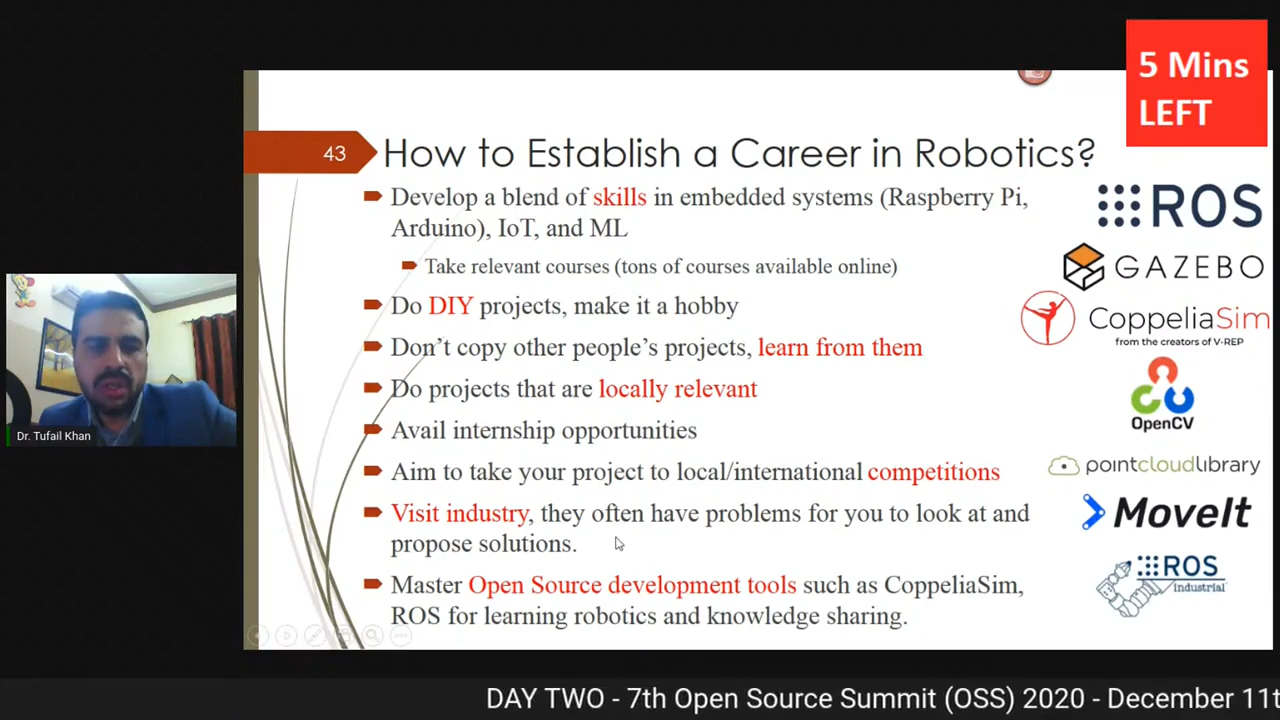 5 Mins
LEFT
43
How to Establish a Career in Robotics?
Develop a blend of skills in embedded systems (Raspberry Pi,
Arduino), IoT, and ML
Take relevant courses (tons of courses available online)
Do DIY projects, make it a hobby
Don't copy other people's projects, learn from them
Do projects that are locally relevant
Avail internship opportunities
Aim to take your project to local/international competitions
Visit industry, they often have problems for you to look at and
propose solutions.
Master Open Source development tools such as CoppeliaSim,
ROS for learning robotics and knowledge sharing.
ROS
GAZEBO
CoppeliaSim
from the creators of V-REP
OpenCV
pointcloudlibrary
MoveIt
ROS
industrial
Dr. Tufail Khan
DAY TWO - 7th Open Source Summit (OSS) 2020 - December 11t